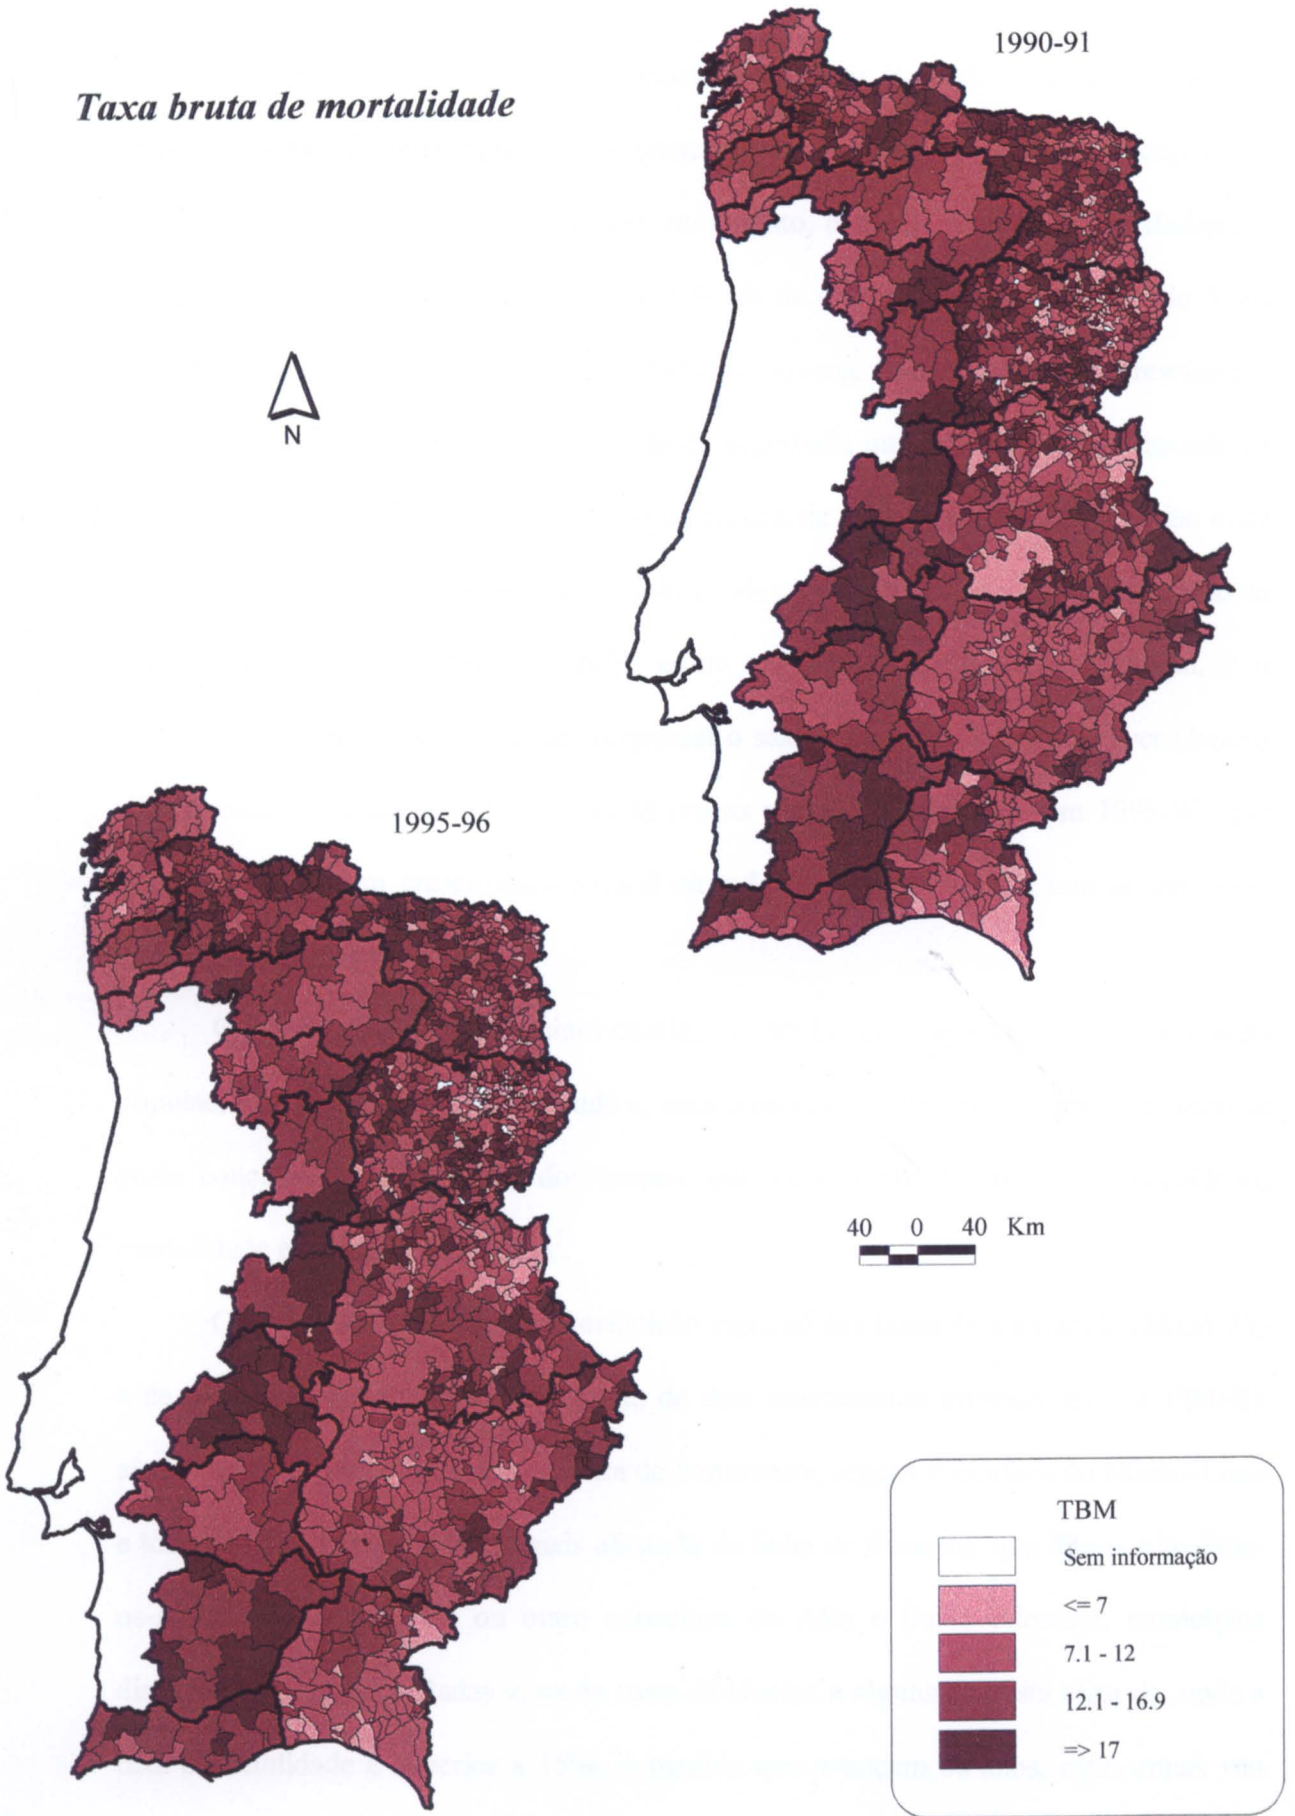 1990-91
Taxa bruta de mortalidade
N
1995-96
40 0 40 Km
TBM
Sem informação
<= 7
7.1 - 12
12.1 - 16.9
=> 17